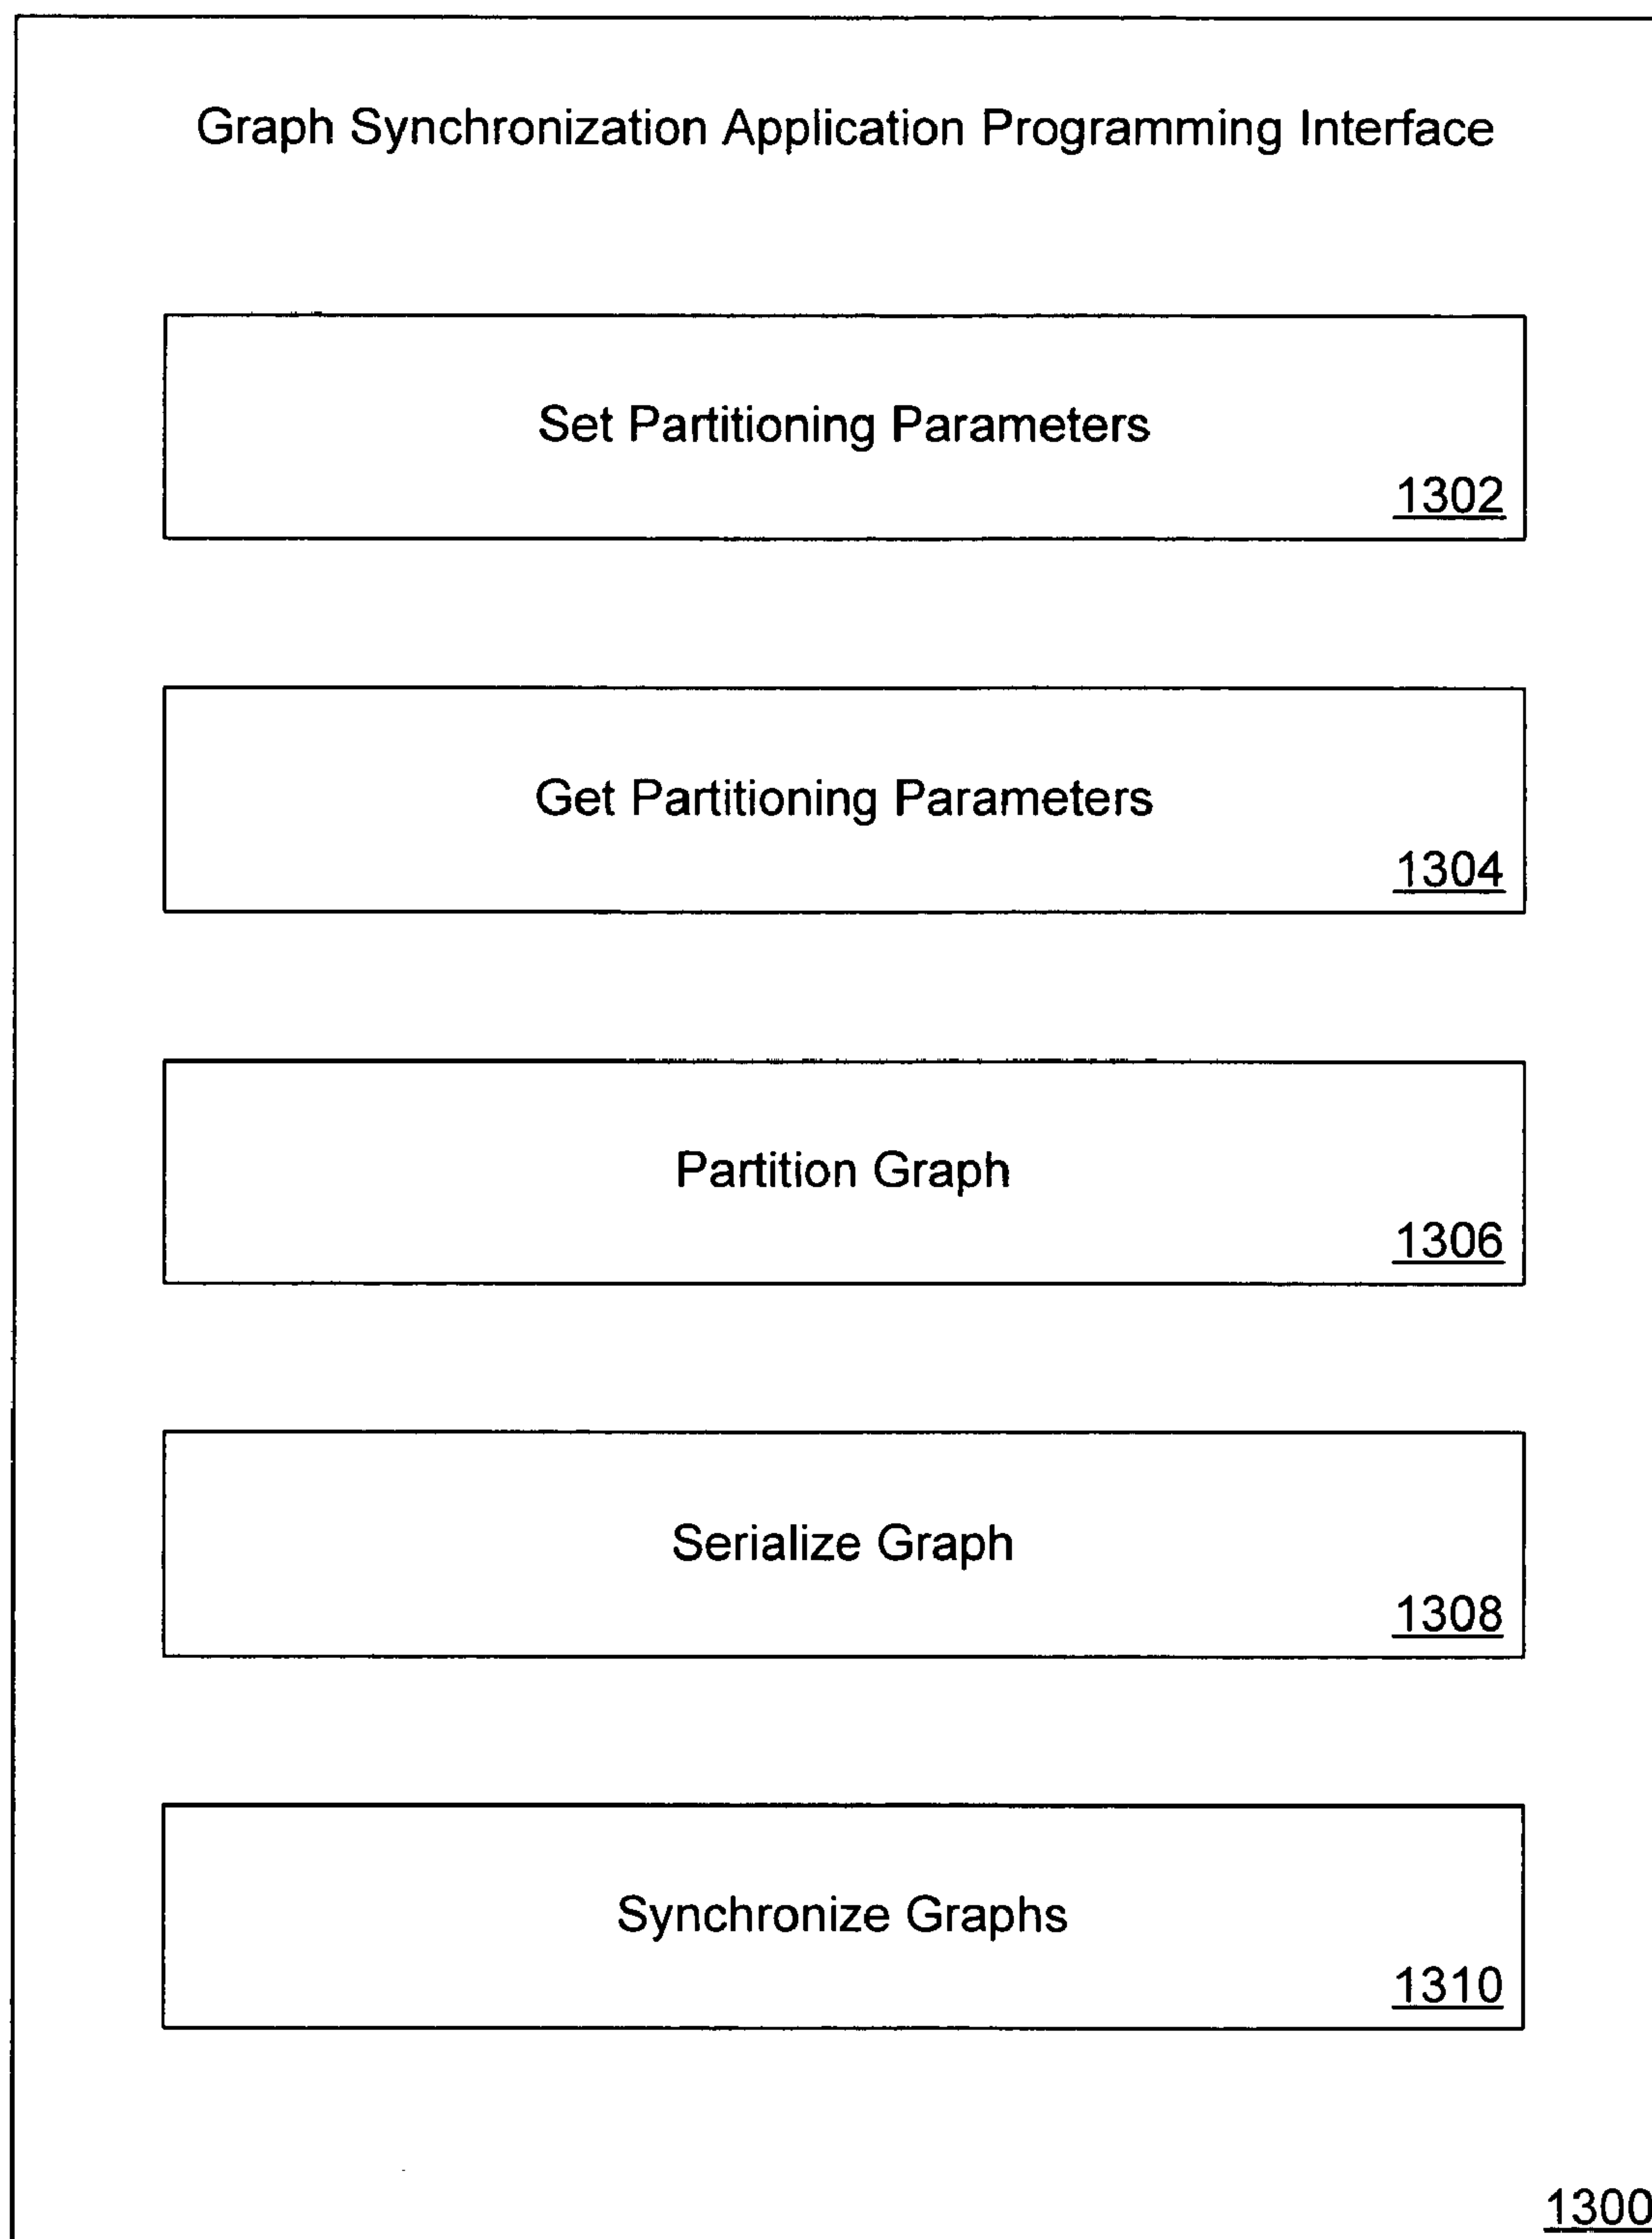 Graph Synchronization Application Programming Interface
Set Partitioning Parameters
1302
Get Partitioning Parameters
1304
Partition Graph
1306
Serialize Graph
1308
Synchronize Graphs
1310
1300